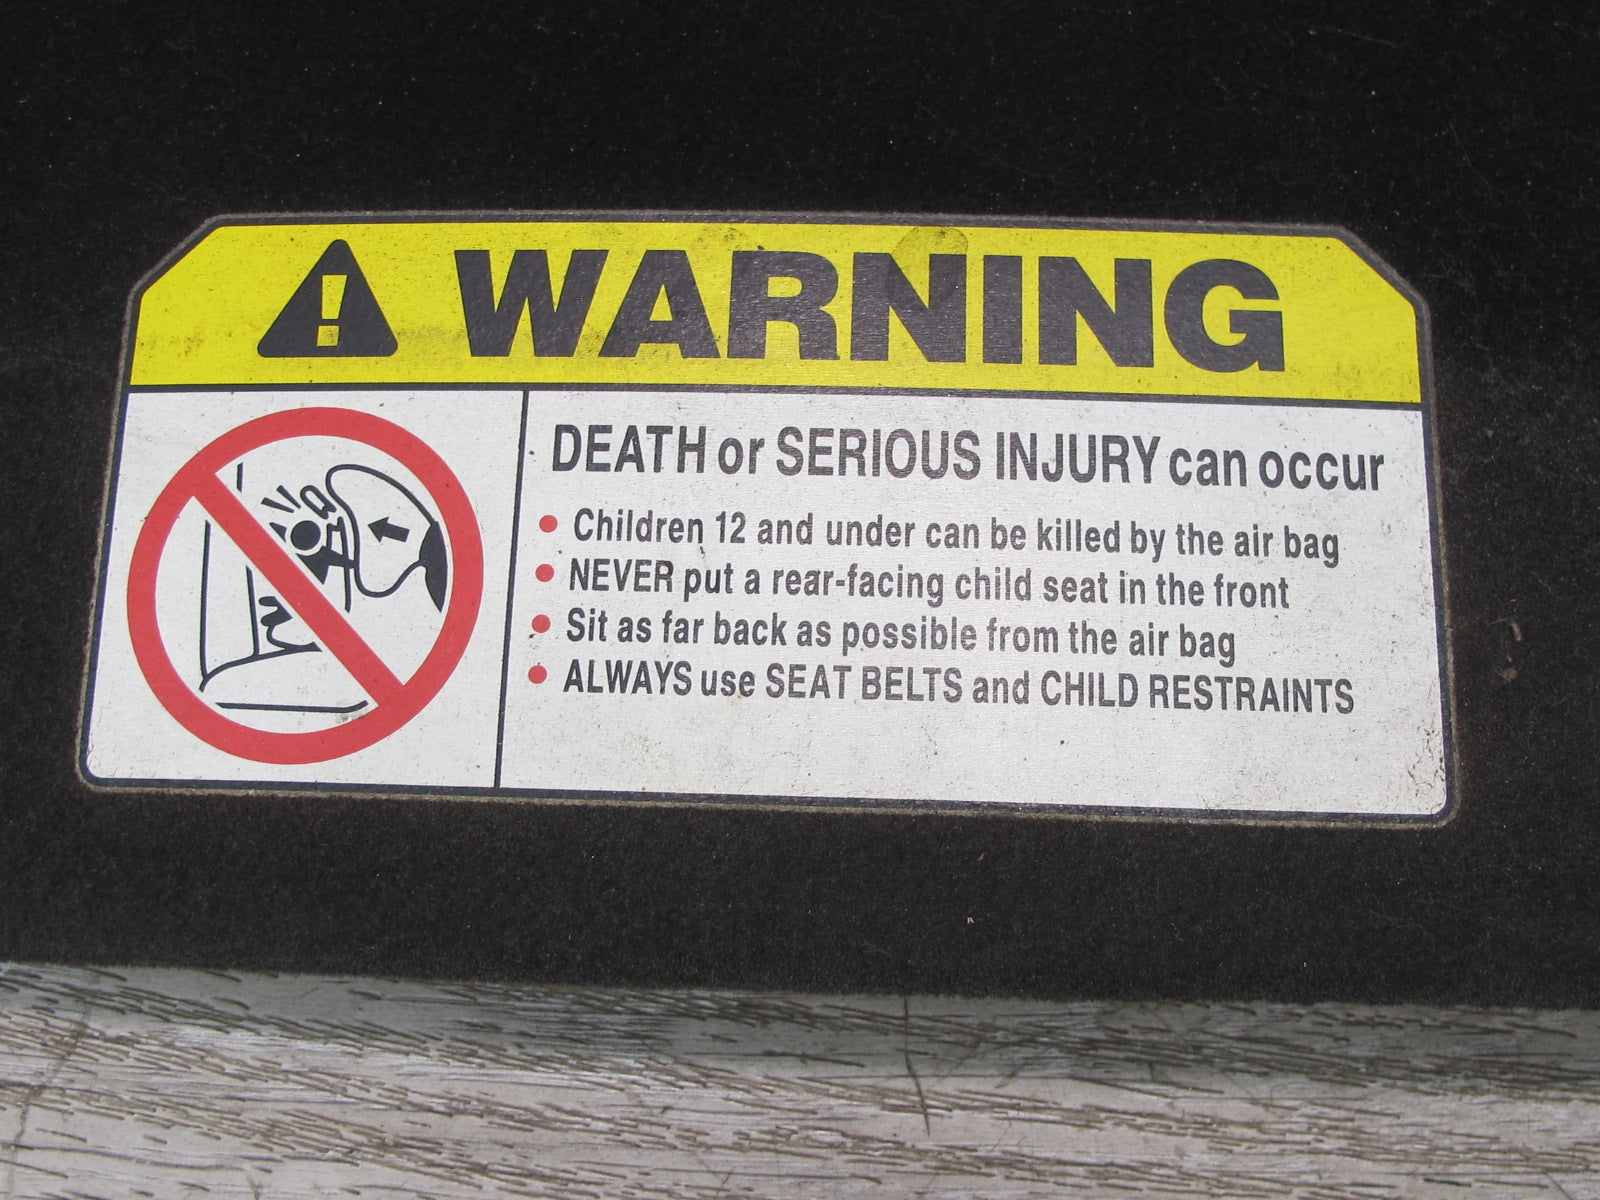 WARNING
DEATH or SERIOUS INJURY can occur
• Children 12 and under can be killed by the air bag
• NEVER put a rear-facing child seat in the front
• Sit as far back as possible from the air bag
• ALWAYS use SEAT BELTS and CHILD RESTRAINTS